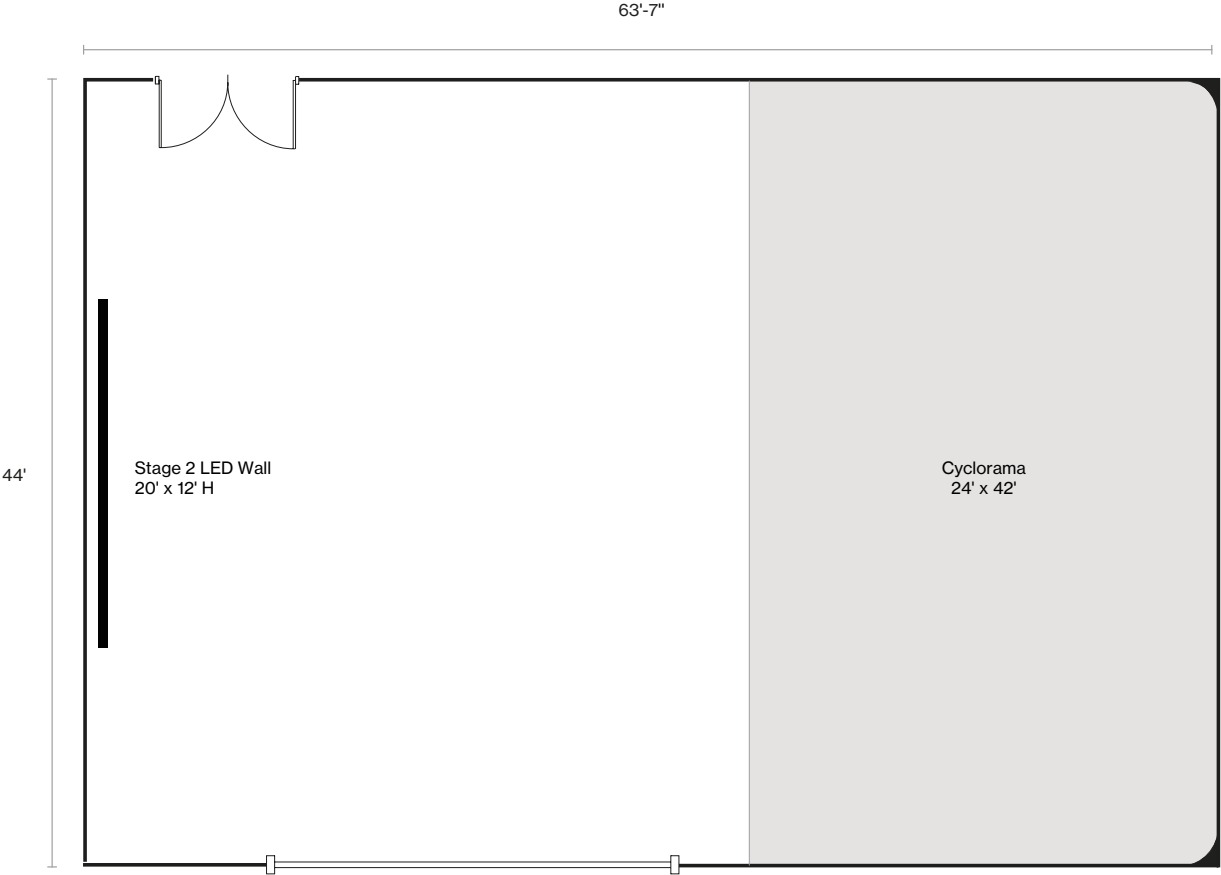 63'-7"
44'
Stage 2 LED Wall
20' x 12' H
Cyclorama
24' x 42'